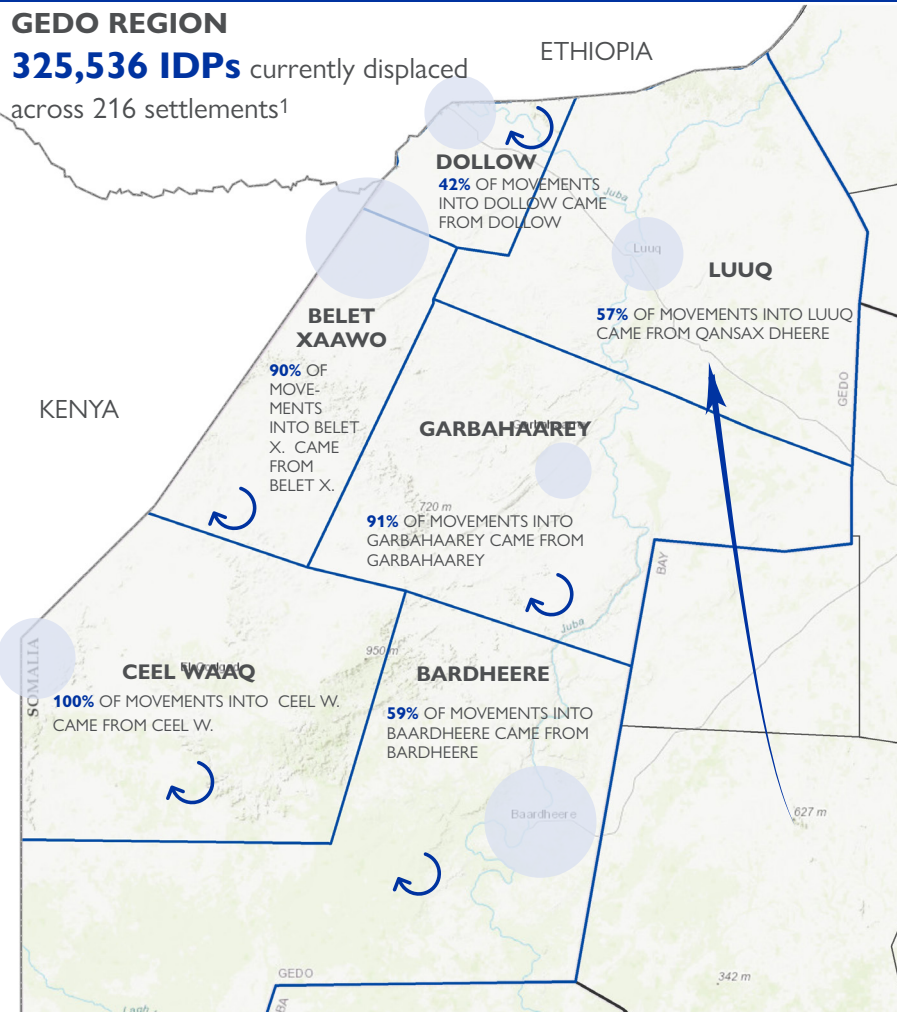 GEDO REGION
325,536 IDPs currently displaced
across 216 settlements1
ETHIOPIA
DOLLOW
42% OF MOVEMENTS
INTO DOLLOW CAME
FROM DOLLOW
Juba
Luuq
LUUQ
57% OF MOVEMENTS INTO LUUQ
CAME FROM QANSAX DHEERE
BELET
XAAWO
90% OF
MOVE-
MENTS
INTO BELET
X. CAME
FROM
BELET X.
KENYA
GEDO
GARBAHAAREY
720 m
91% OF MOVEMENTS INTO
GARBAHAAREY CAME FROM
GARBAHAAREY
BAY
Juba
950 m
SOMALIA
CEEL WAAQ
100% OF MOVEMENTS INTO CEEL W.
CAME FROM CEEL W.
BARDHEERE
59% OF MOVEMENTS INTO
BAARDHEERE CAME FROM
BARDHEERE
Baardheere
627 m
GEDO
342 m